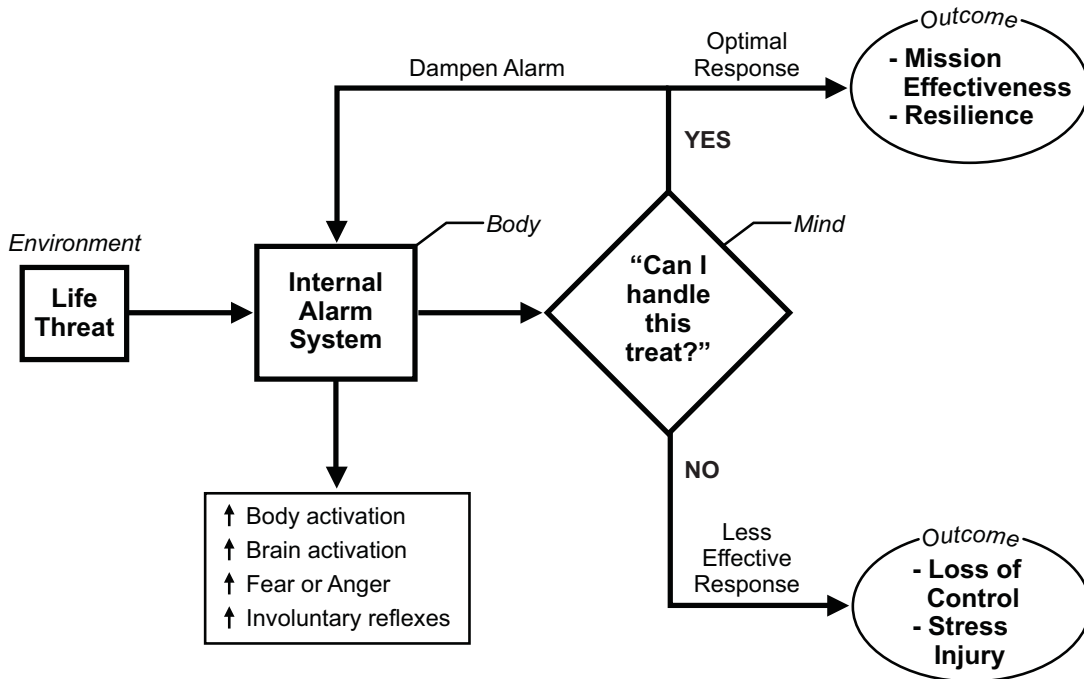 Outcome
- Mission
Effectiveness
- Resilience
Optimal
Response
Dampen Alarm
YES
Environment
Life
Threat
Body
Internal
Alarm
System
Mind
“Can I
handle
this
treat?”
NO
Body activation
Brain activation
Fear or Anger
Involuntary reflexes
Less
Effective
Response
Outcome
- Loss of
Control
- Stress
Injury